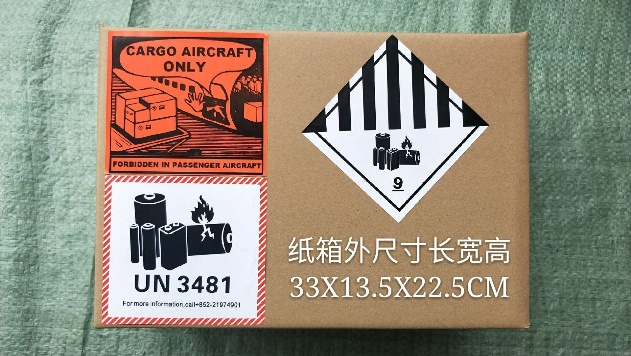 CARGO AIRCRAFT
ONLY
FORBIDDEN IN PASSENGER AIRCRAFT
UN 3481
For more information,call+852-21974901
9
纸箱外尺寸长宽高
33X13.5X22.5CM